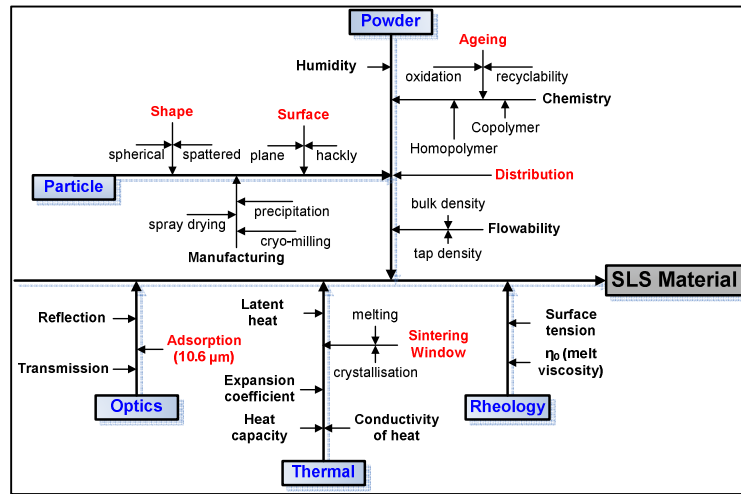 Powder
Ageing
Humidity
oxidation
recyclability
Chemistry
Copolymer
Homopolymer
Shape
Surface
spherical
spattered
plane
hackly
Particle
Distribution
precipitation
spray drying
cryo-milling
Manufacturing
bulk density
Flowability
tap density
SLS Material
Reflection
Adsorption
(10.6 µm)
Transmission
Optics
Latent
heat
melting
Sintering
Window
crystallisation
Expansion
coefficient
Heat
capacity
Conductivity
of heat
Thermal
Surface
tension
η₀ (melt
viscosity)
Rheology